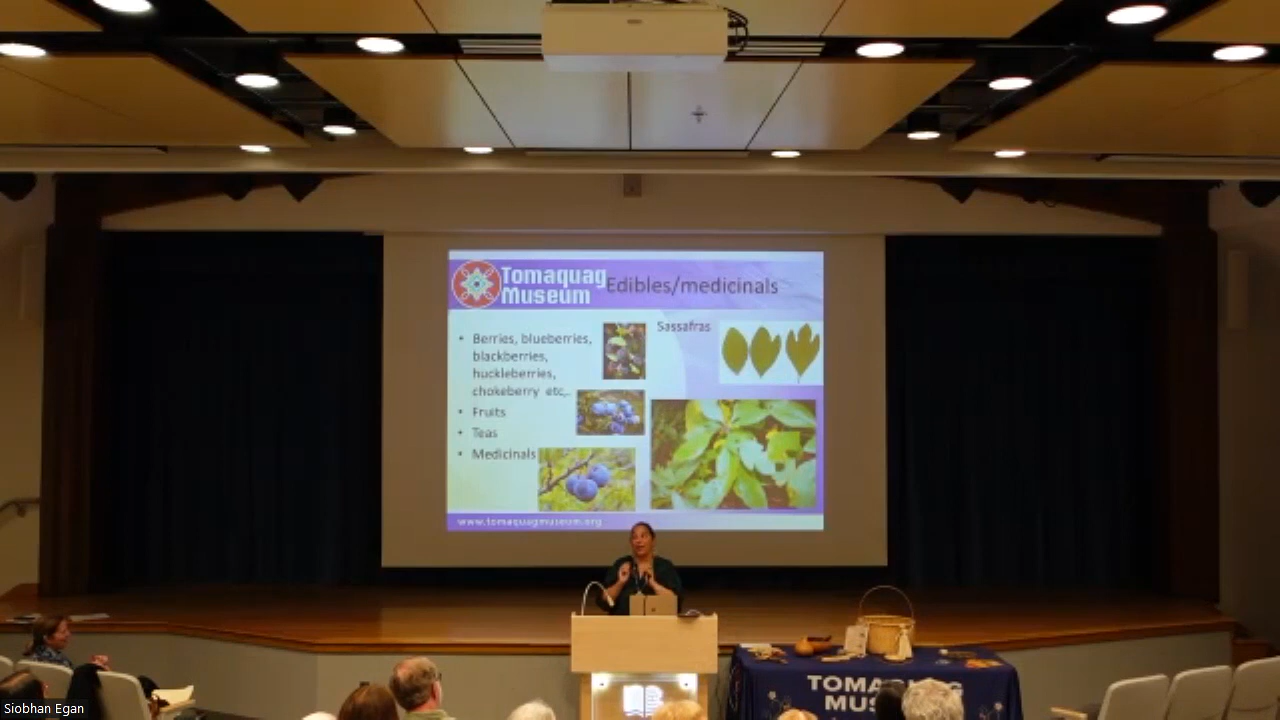 Tomaquag
Museum
Edibles/medicinals
• Berries, blueberries,
blackberries,
huckleberries,
chokeberry etc,.
• Fruits
• Teas
• Medicinals
Sassafras
www.tomaquagmuseum.org
Siobhan Egan